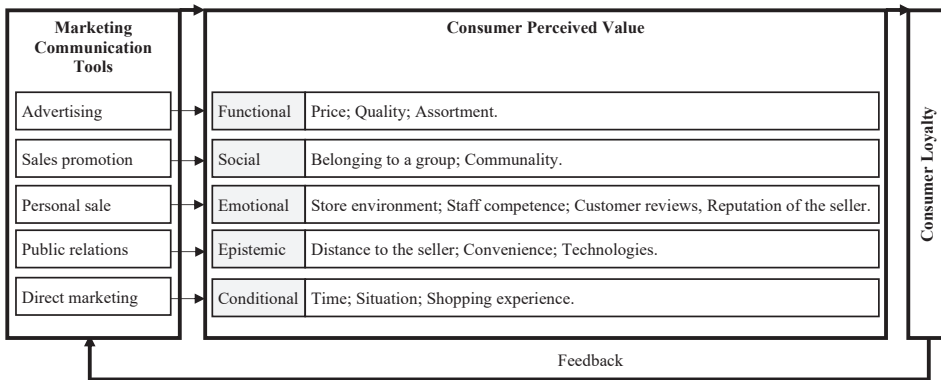 Marketing
Communication
Tools
Consumer Perceived Value
Advertising
Functional
Price; Quality; Assortment.
Sales promotion
Social
Belonging to a group; Communality.
Personal sale
Emotional
Store environment; Staff competence; Customer reviews, Reputation of the seller.
Public relations
Epistemic
Distance to the seller; Convenience; Technologies.
Direct marketing
Conditional
Time; Situation; Shopping experience.
Consumer Loyalty
Feedback